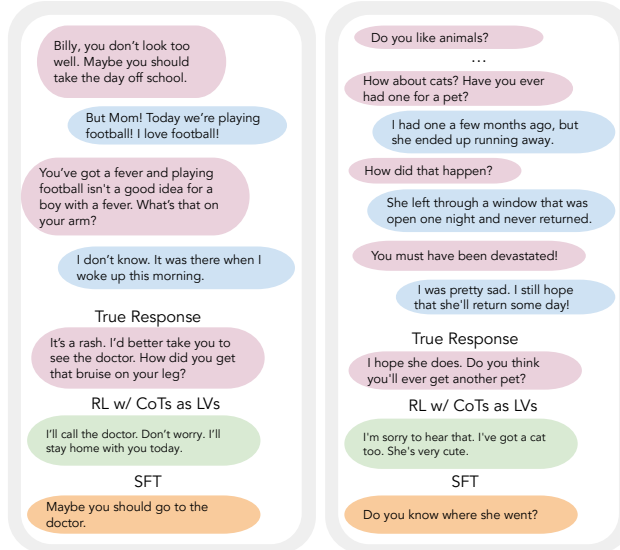 Billy, you don't look too
well. Maybe you should
take the day off school.
But Mom! Today we're playing
football! I love football!
You've got a fever and playing
football isn't a good idea for a
boy with a fever. What's that on
your arm?
I don't know. It was there when I
woke up this morning.
True Response
It's a rash. I'd better take you to
see the doctor. How did you get
that bruise on your leg?
RL w/ CoTs as LVs
I'll call the doctor. Don't worry. I'll
stay home with you today.
SFT
Maybe you should go to the
doctor.
Do you like animals?
...
How about cats? Have you ever
had one for a pet?
I had one a few months ago, but
she ended up running away.
How did that happen?
She left through a window that was
open one night and never returned.
You must have been devastated!
I was pretty sad. I still hope
that she'll return some day!
True Response
I hope she does. Do you think
you'll ever get another pet?
RL w/ CoTs as LVs
I'm sorry to hear that. I've got a cat
too. She's very cute.
SFT
Do you know where she went?